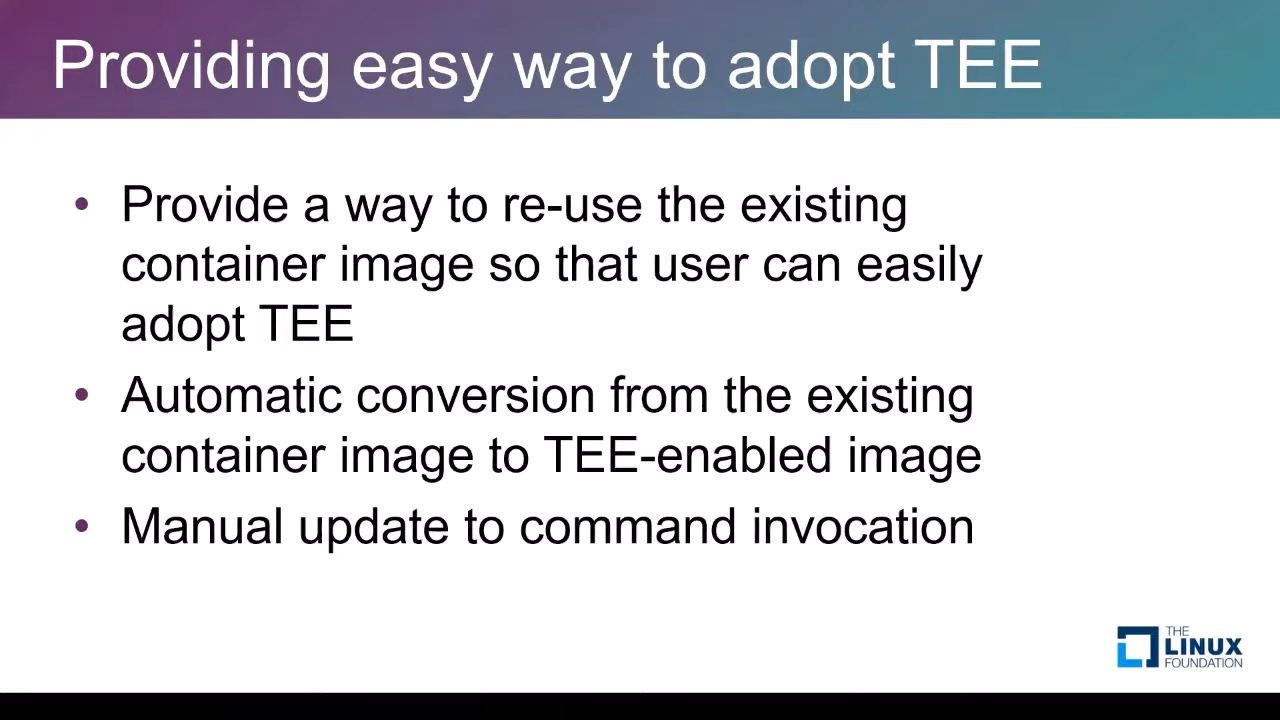 Providing easy way to adopt TEE
• Provide a way to re-use the existing
container image so that user can easily
adopt TEE
• Automatic conversion from the existing
container image to TEE-enabled image
• Manual update to command invocation
THE
LINUX
FOUNDATION